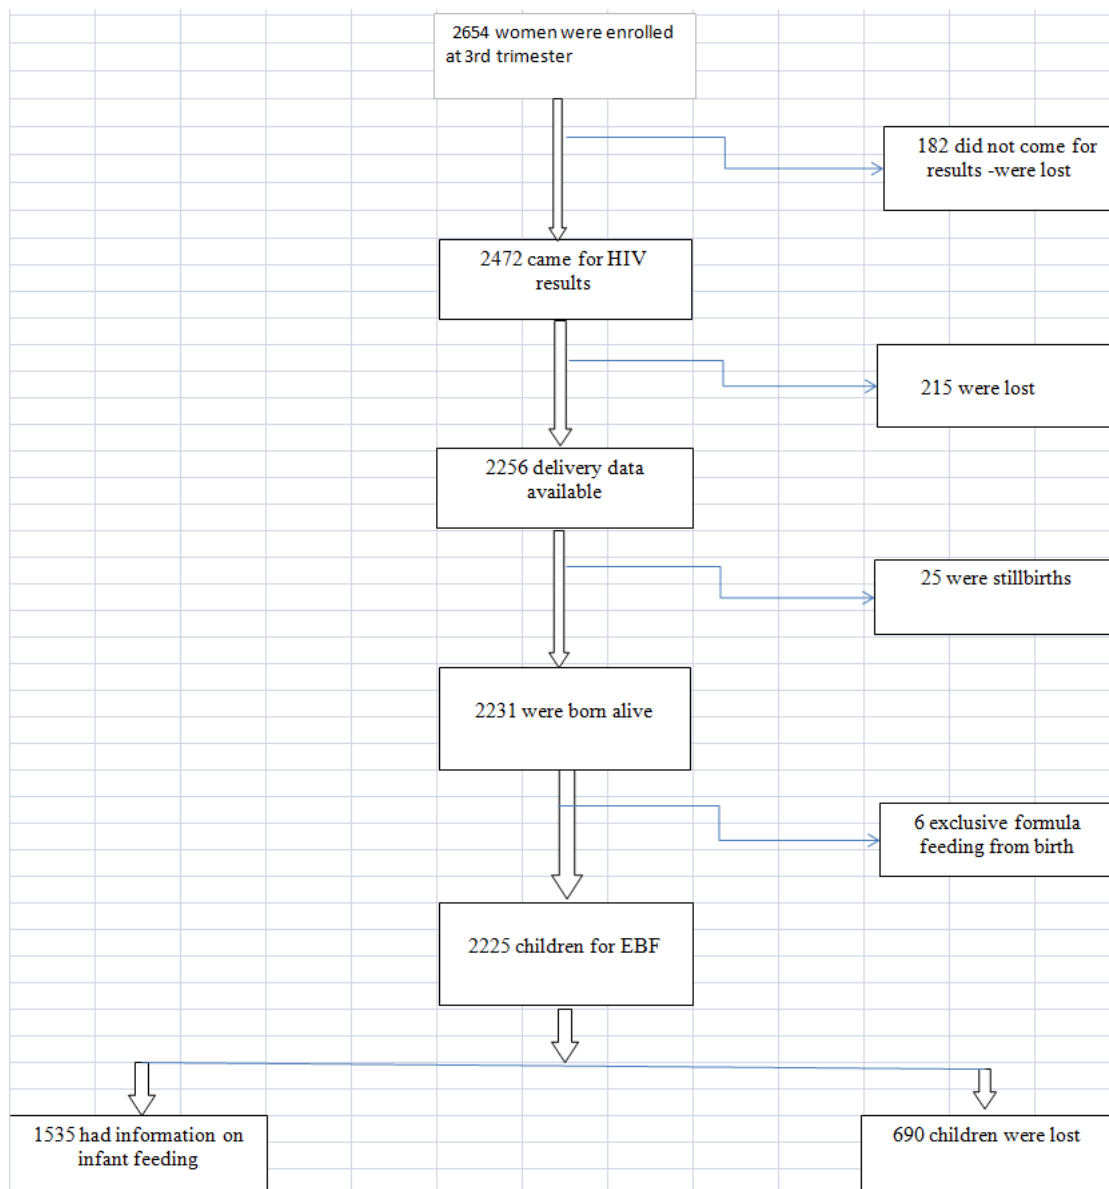 2654 women were enrolled
at 3rd trimester
182 did not come for
results -were lost
2472 came for HIV
results
215 were lost
2256 delivery data
available
25 were stillbirths
2231 were born alive
6 exclusive formula
feeding from birth
2225 children for EBF
1535 had information on
infant feeding
690 children were lost